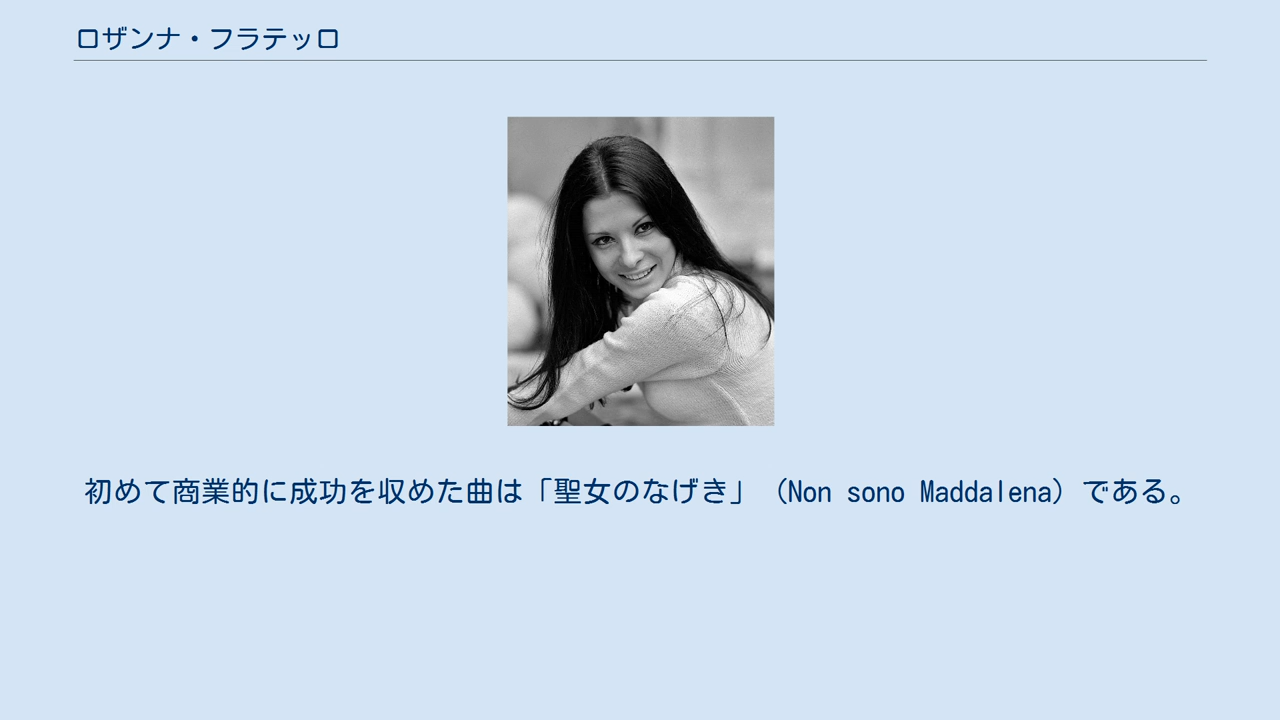 ロザンナ・フラテッロ
初めて商業的に成功を収めた曲は「聖女のなげき」（Non sono Maddalena）である。